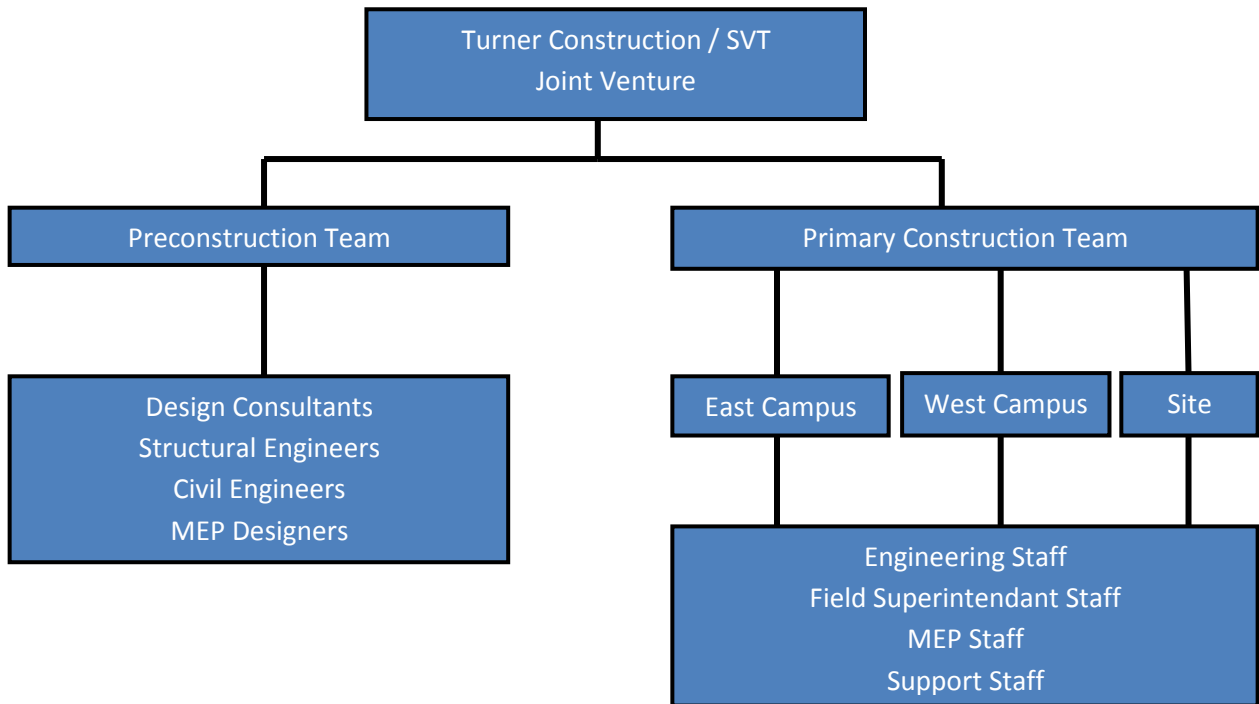 Turner Construction / SVT
Joint Venture
Preconstruction Team
Primary Construction Team
Design Consultants
Structural Engineers
Civil Engineers
MEP Designers
East Campus
West Campus
Site
Engineering Staff
Field Superintendant Staff
MEP Staff
Support Staff